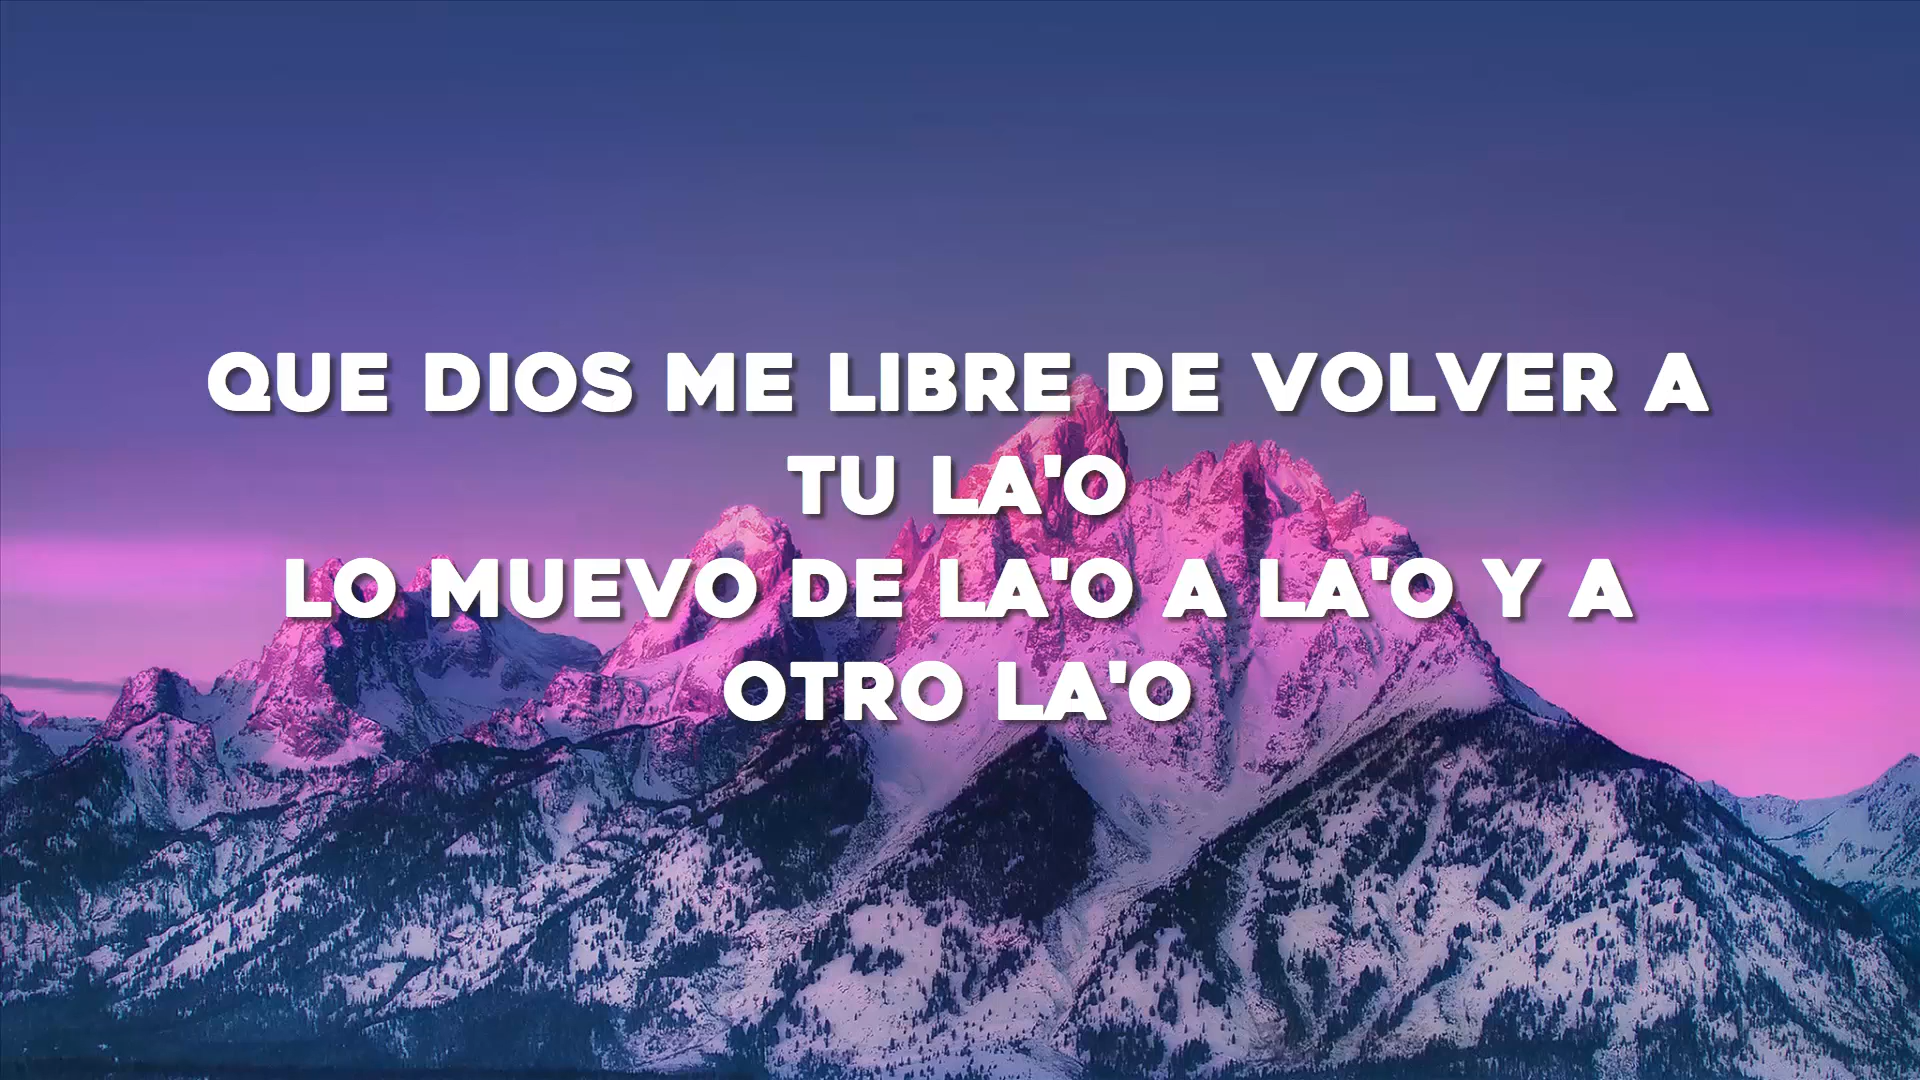 QUE DIOS ME LIBRE DE VOLVER A
TU LA'O
LO MUEVO DE LA'O A LA'O Y A
OTRO LA'O